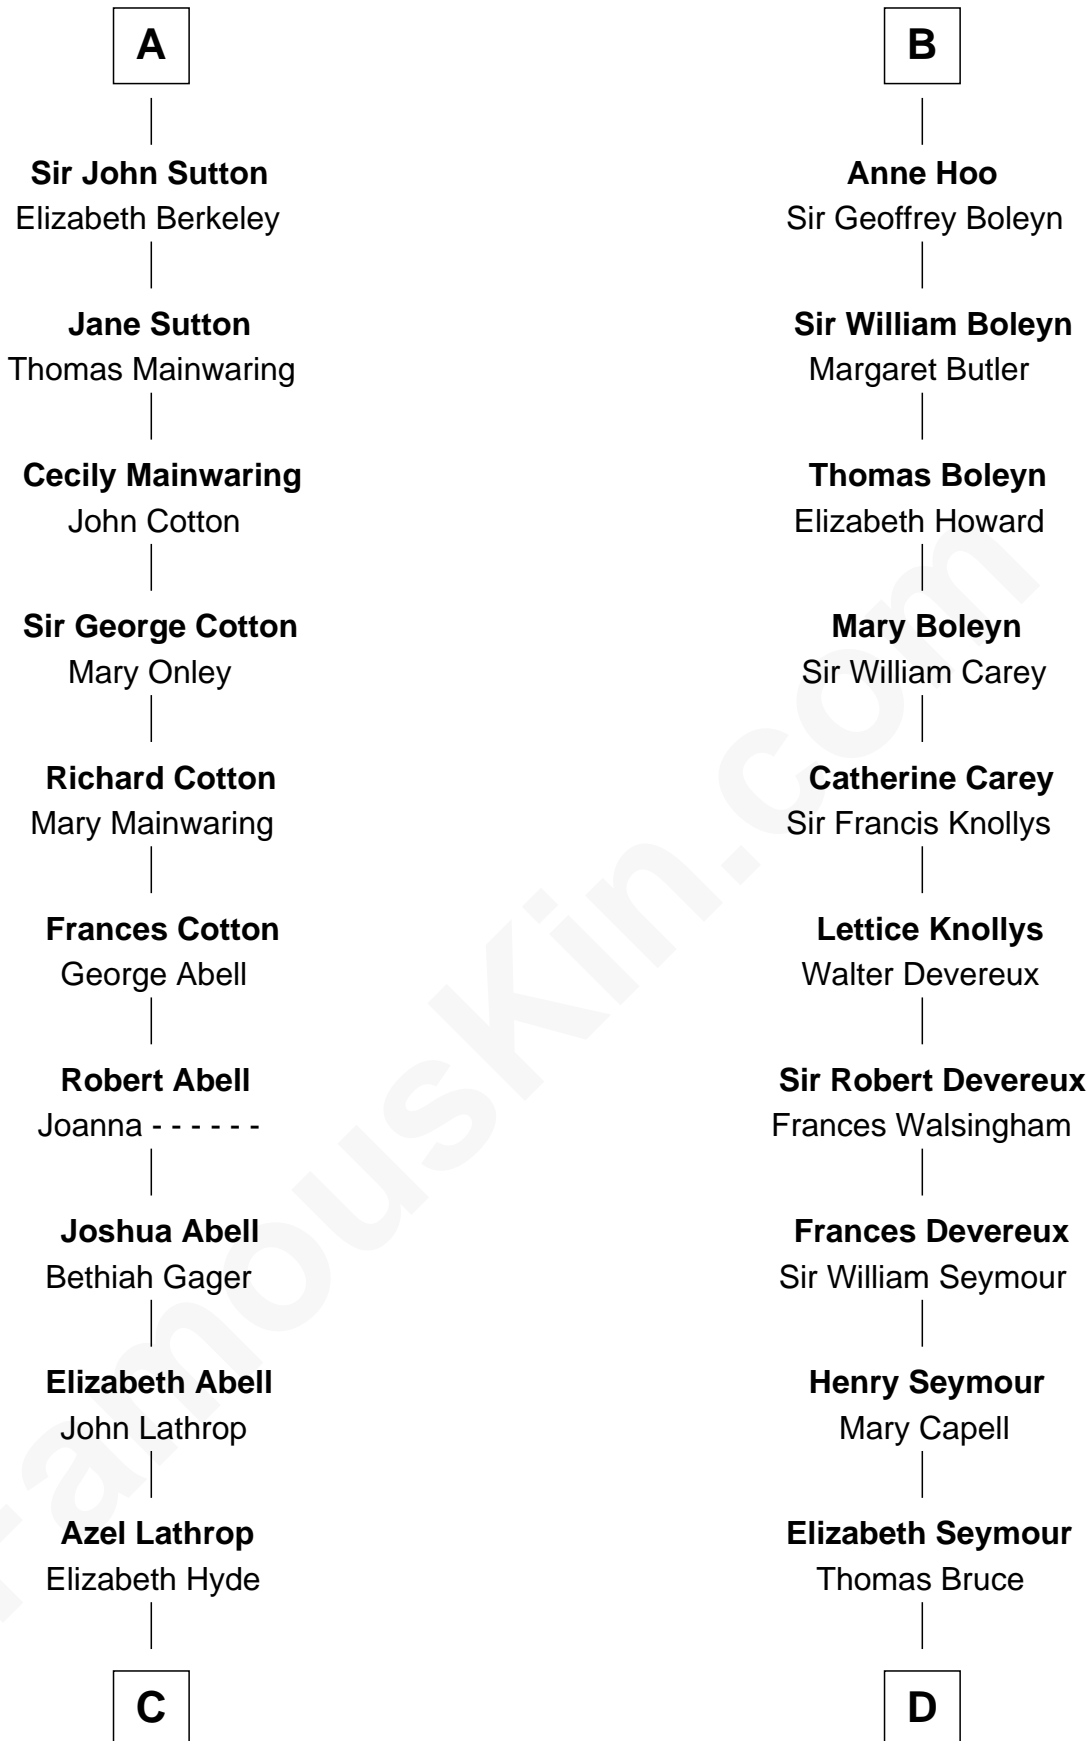 A
Sir John Sutton
Elizabeth Berkeley
Jane Sutton
Thomas Mainwaring
Cecily Mainwaring
John Cotton
Sir George Cotton
Mary Onley
Richard Cotton
Mary Mainwaring
Frances Cotton
George Abell
Robert Abell
Joanna - - - - - -
Joshua Abell
Bethiah Gager
Elizabeth Abell
John Lathrop
Azel Lathrop
Elizabeth Hyde
C
B
Anne Hoo
Sir Geoffrey Boleyn
Sir William Boleyn
Margaret Butler
Thomas Boleyn
Elizabeth Howard
Mary Boleyn
Sir William Carey
Catherine Carey
Sir Francis Knollys
Lettice Knollys
Walter Devereux
Sir Robert Devereux
Frances Walsingham
Frances Devereux
Sir William Seymour
Henry Seymour
Mary Capell
Elizabeth Seymour
Thomas Bruce
D
FamousKin.com